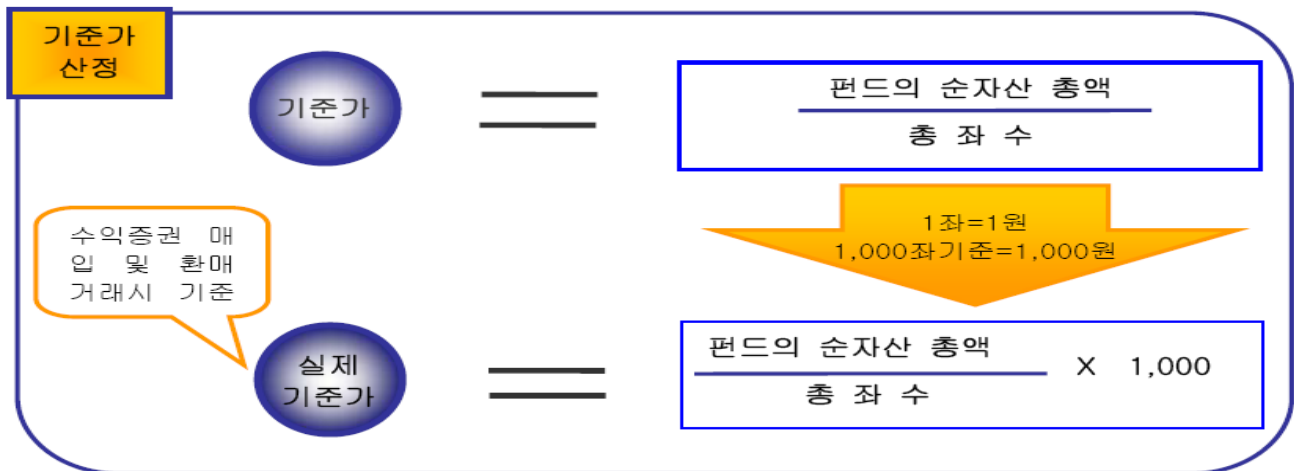 기준가
산정
기준가
펀드의 순자산 총액
총 좌 수
1좌=1원
1,000좌기준=1,000원
수익증권 매
입 및 환매
거래시 기준
실제
기준가
펀드의 순자산 총액
총 좌 수
X 1,000